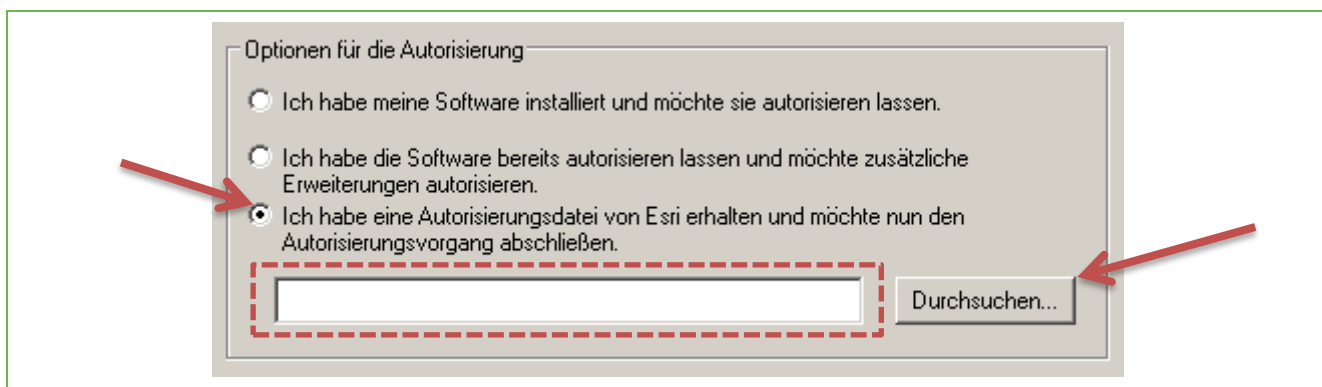 Optionen für die Autorisierung
Ich habe meine Software installiert und möchte sie autorisieren lassen.
Ich habe die Software bereits autorisieren lassen und möchte zusätzliche
Erweiterungen autorisieren.
Ich habe eine Autorisierungsdatei von Esri erhalten und möchte nun den
Autorisierungsvorgang abschließen.
Durchsuchen...